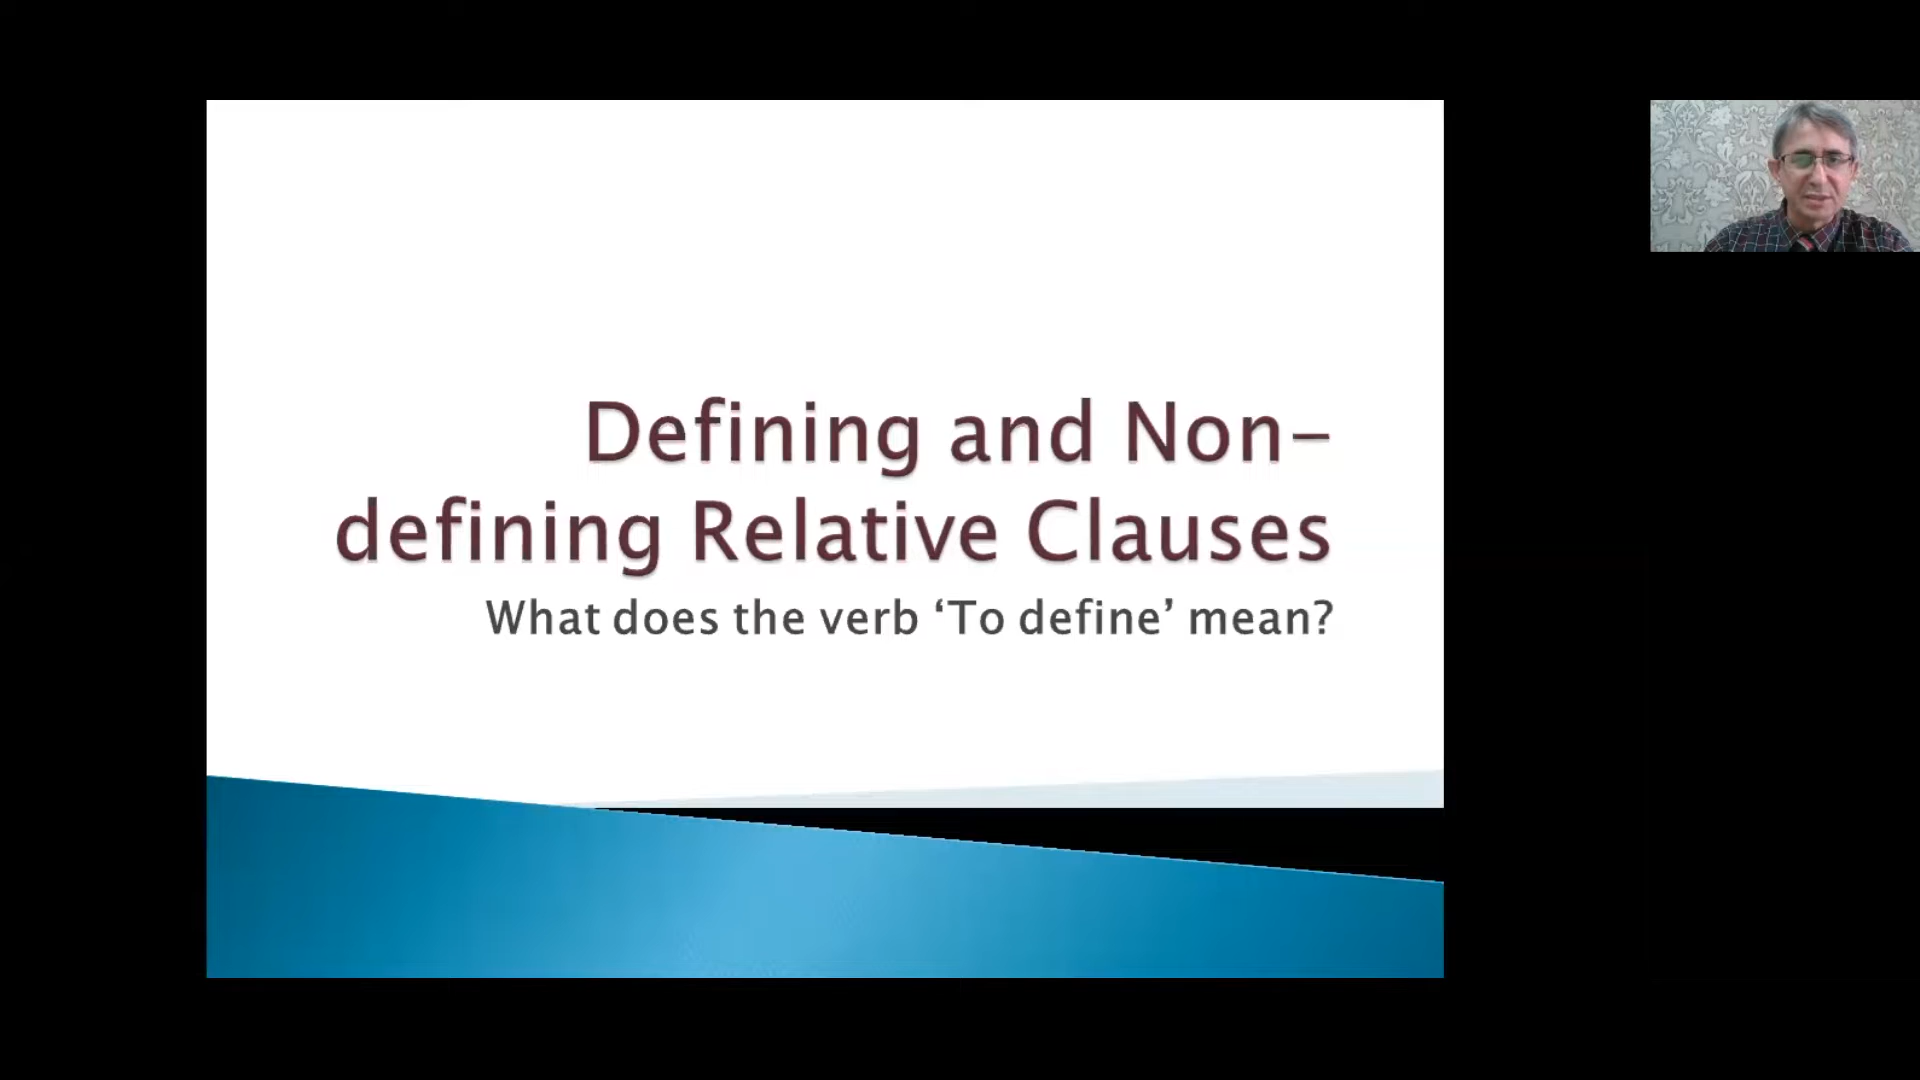 Defining and Non-
defining Relative Clauses
What does the verb ‘To define’ mean?